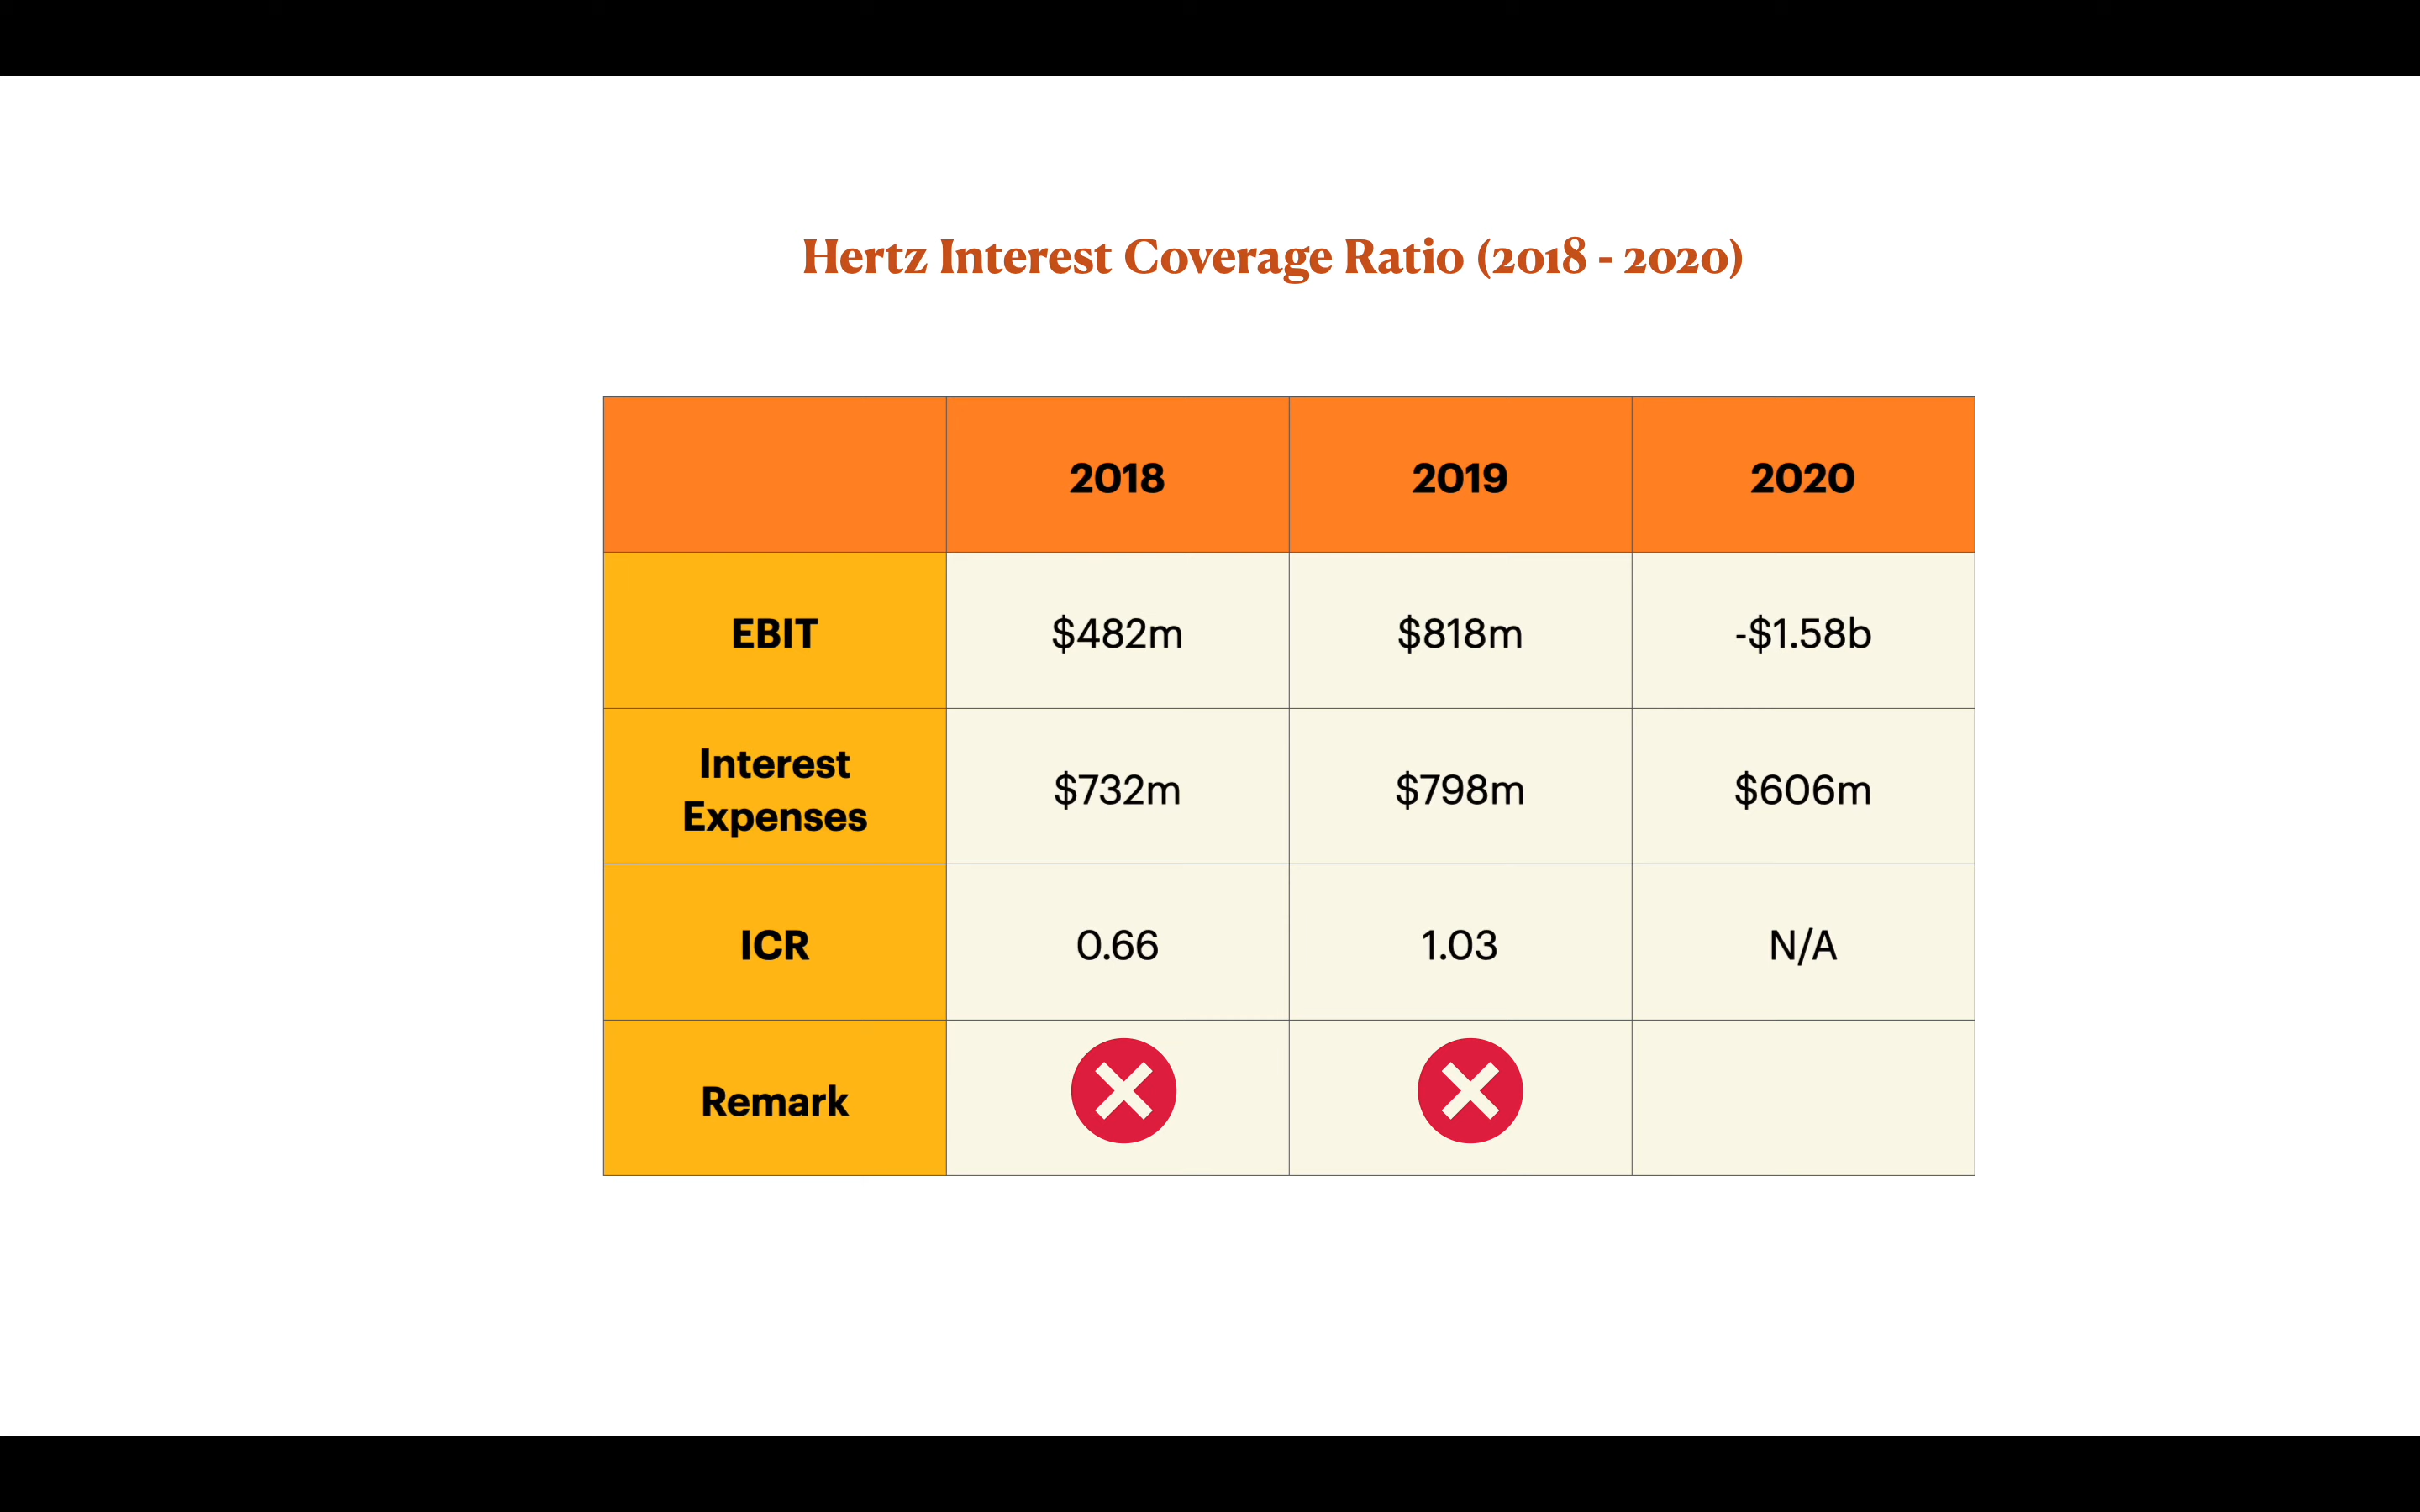 Hertz Interest Coverage Ratio (2018 - 2020)
2018 2019 2020
EBIT $482m $818m -$1.58b
Interest
Expenses $732m $798m $606m
ICR 0.66 1.03 N/A
Remark